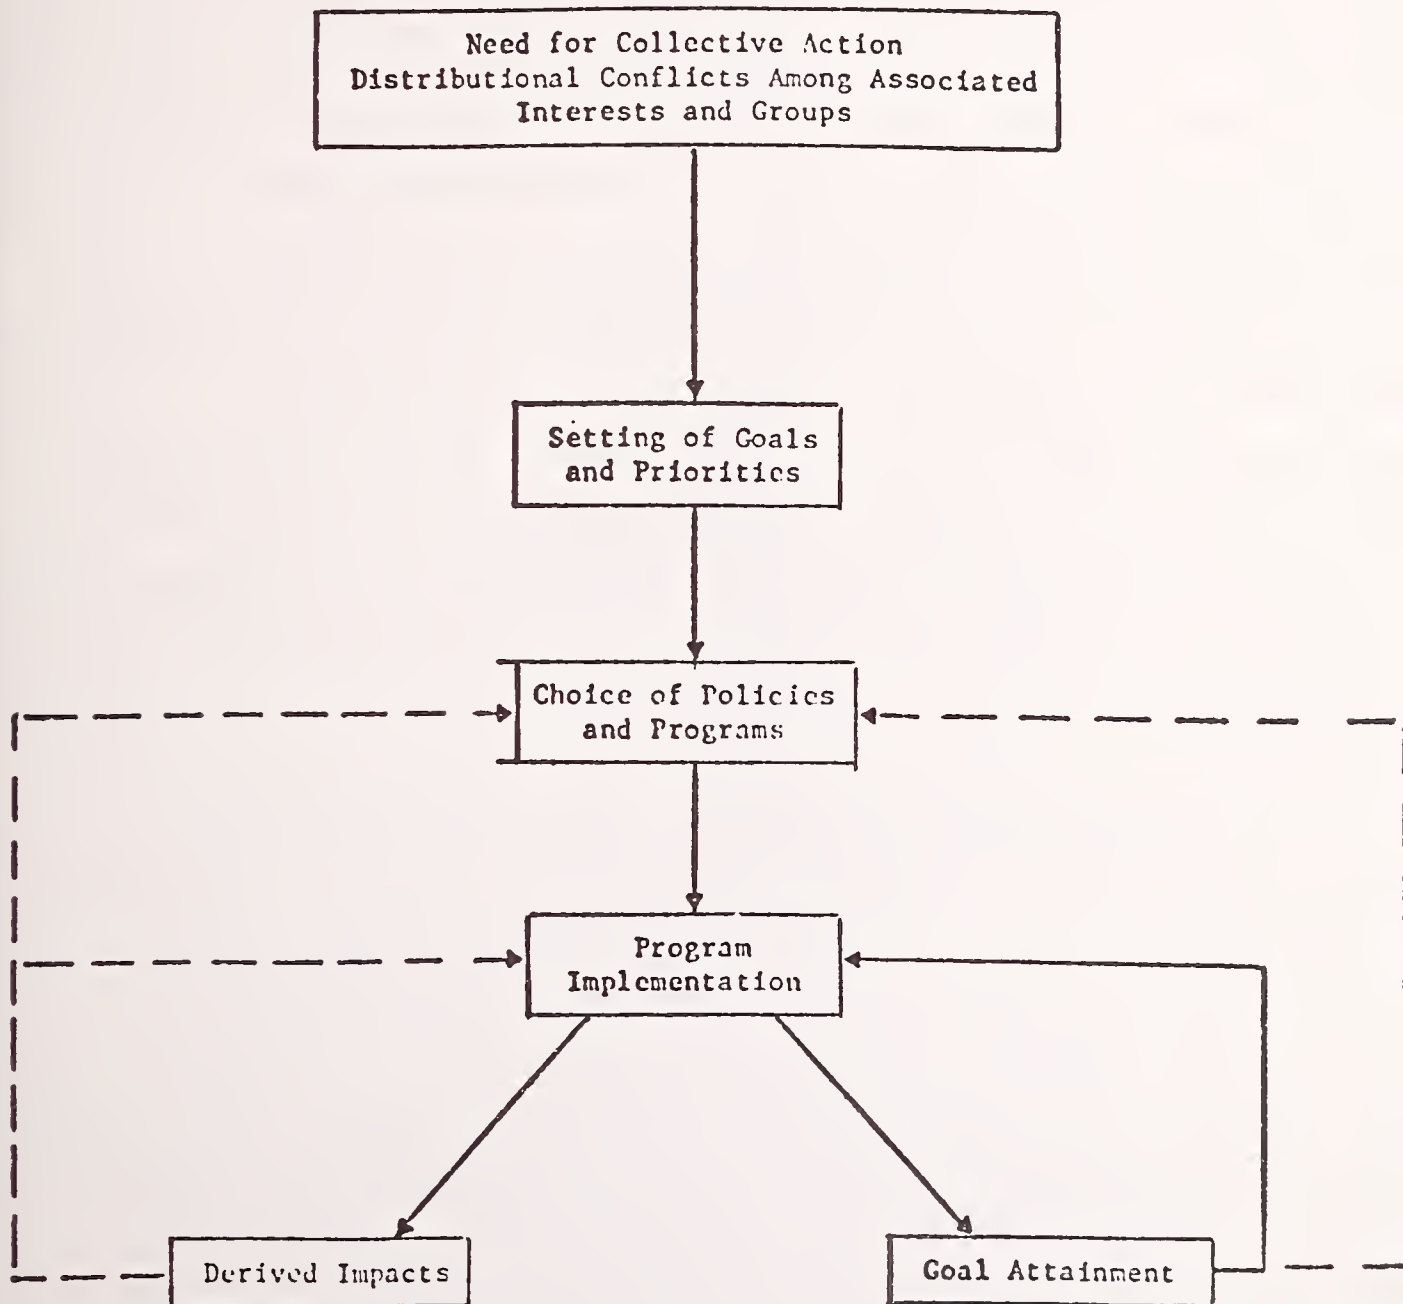 Need for Collective Action
Distributional Conflicts Among Associated
Interests and Groups
Setting of Goals
and Priorities
Choice of Policies
and Programs
Program
Implementation
Derived Impacts
Goal Attainment